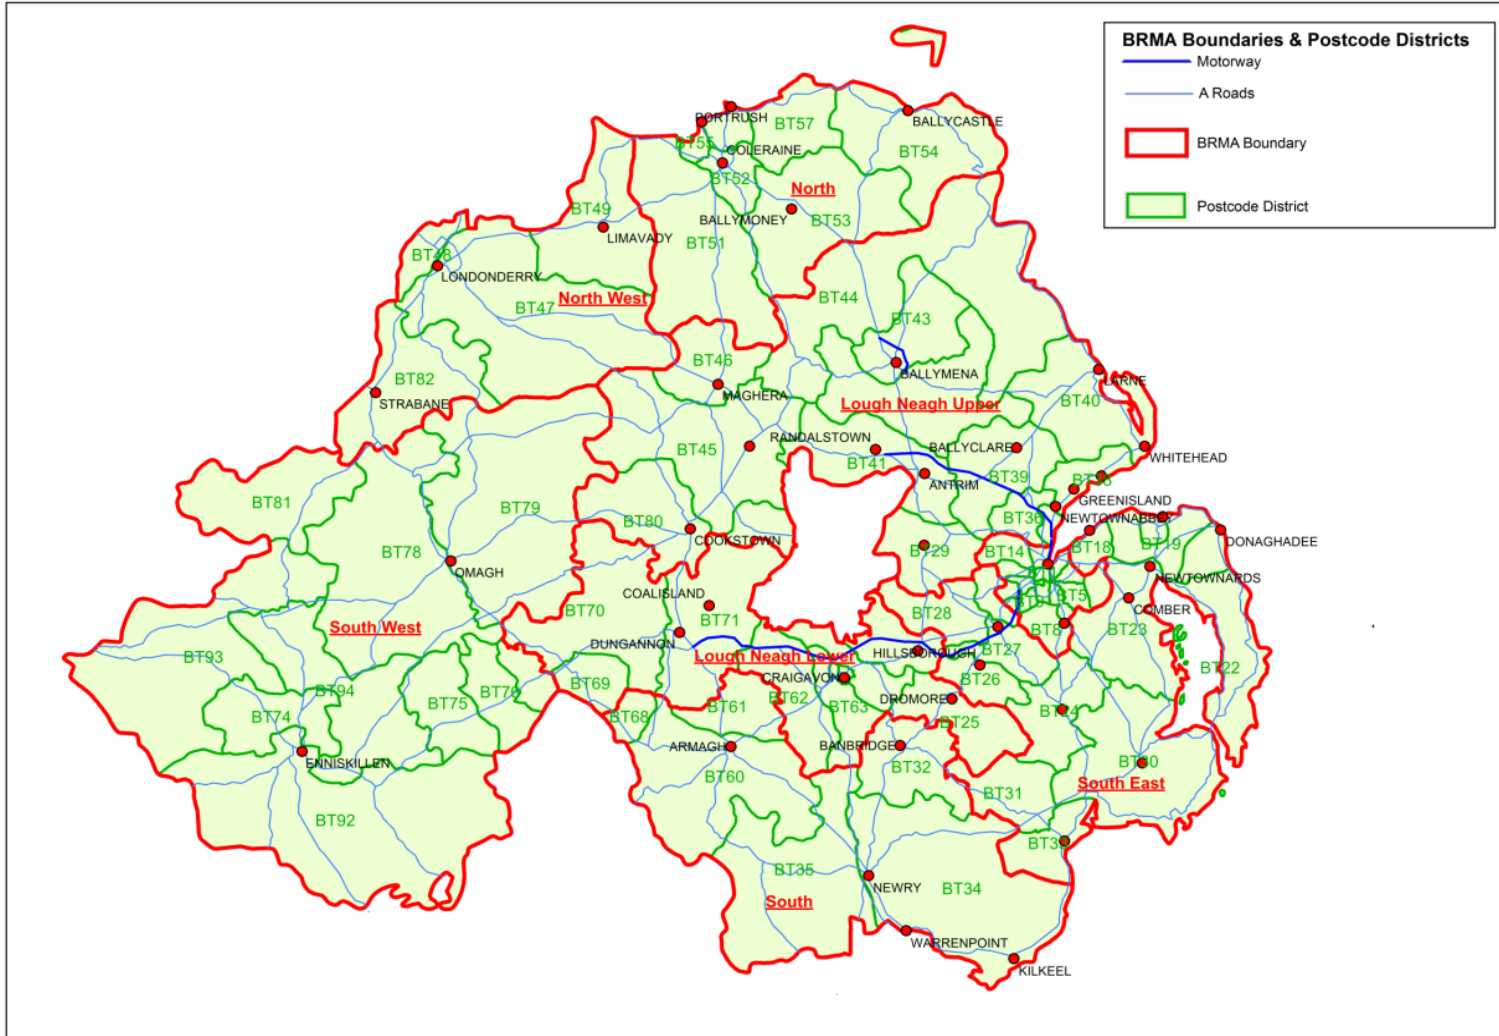 BRMA Boundaries & Postcode Districts
Motorway
A Roads
BRMA Boundary
Postcode District
PORTRUSH
BALLYCASTLE
BT57
BT55
COLERAINE
BT54
BT52
North
BT49
BALLYMONEY
BT53
LIMAVADY
BT51
BT48
LONDONDERRY
North West
BT47
BT44
BT43
BT46
BALLYMENA
LARNE
BT82
STRABANE
MAGHERA
Lough Neagh Upper
BT40
RANDALSTOWN
BALLYCLARE
BT45
BT41
WHITEHEAD
BT39
ANTRIM
BT81
BT79
GREENISLAND
BT36
NEWTOWNABBEY
BT80
COOKSTOWN
BT78
BT29
BT14
BT18
BT19
DONAGHADEE
OMAGH
NEWTOWNARDS
COALISLAND
BT71
BT5
COMBER
BT70
BT28
BT8
BT23
South West
DUNGANNON
BT93
Lough Neagh Lower
HILLSBOROUGH
BT27
BT22
CRAIGAVON
BT26
BT69
BT94
BT76
BT75
BT62
BT63
DROMORE
BT74
BT68
BT61
BT25
BT24
ENNISKILLEN
ARMAGH
BANBRIDGE
BT60
BT32
BT30
BT31
South East
BT92
BT35
NEWRY
BT34
South
WARRENPOINT
KILKEEL